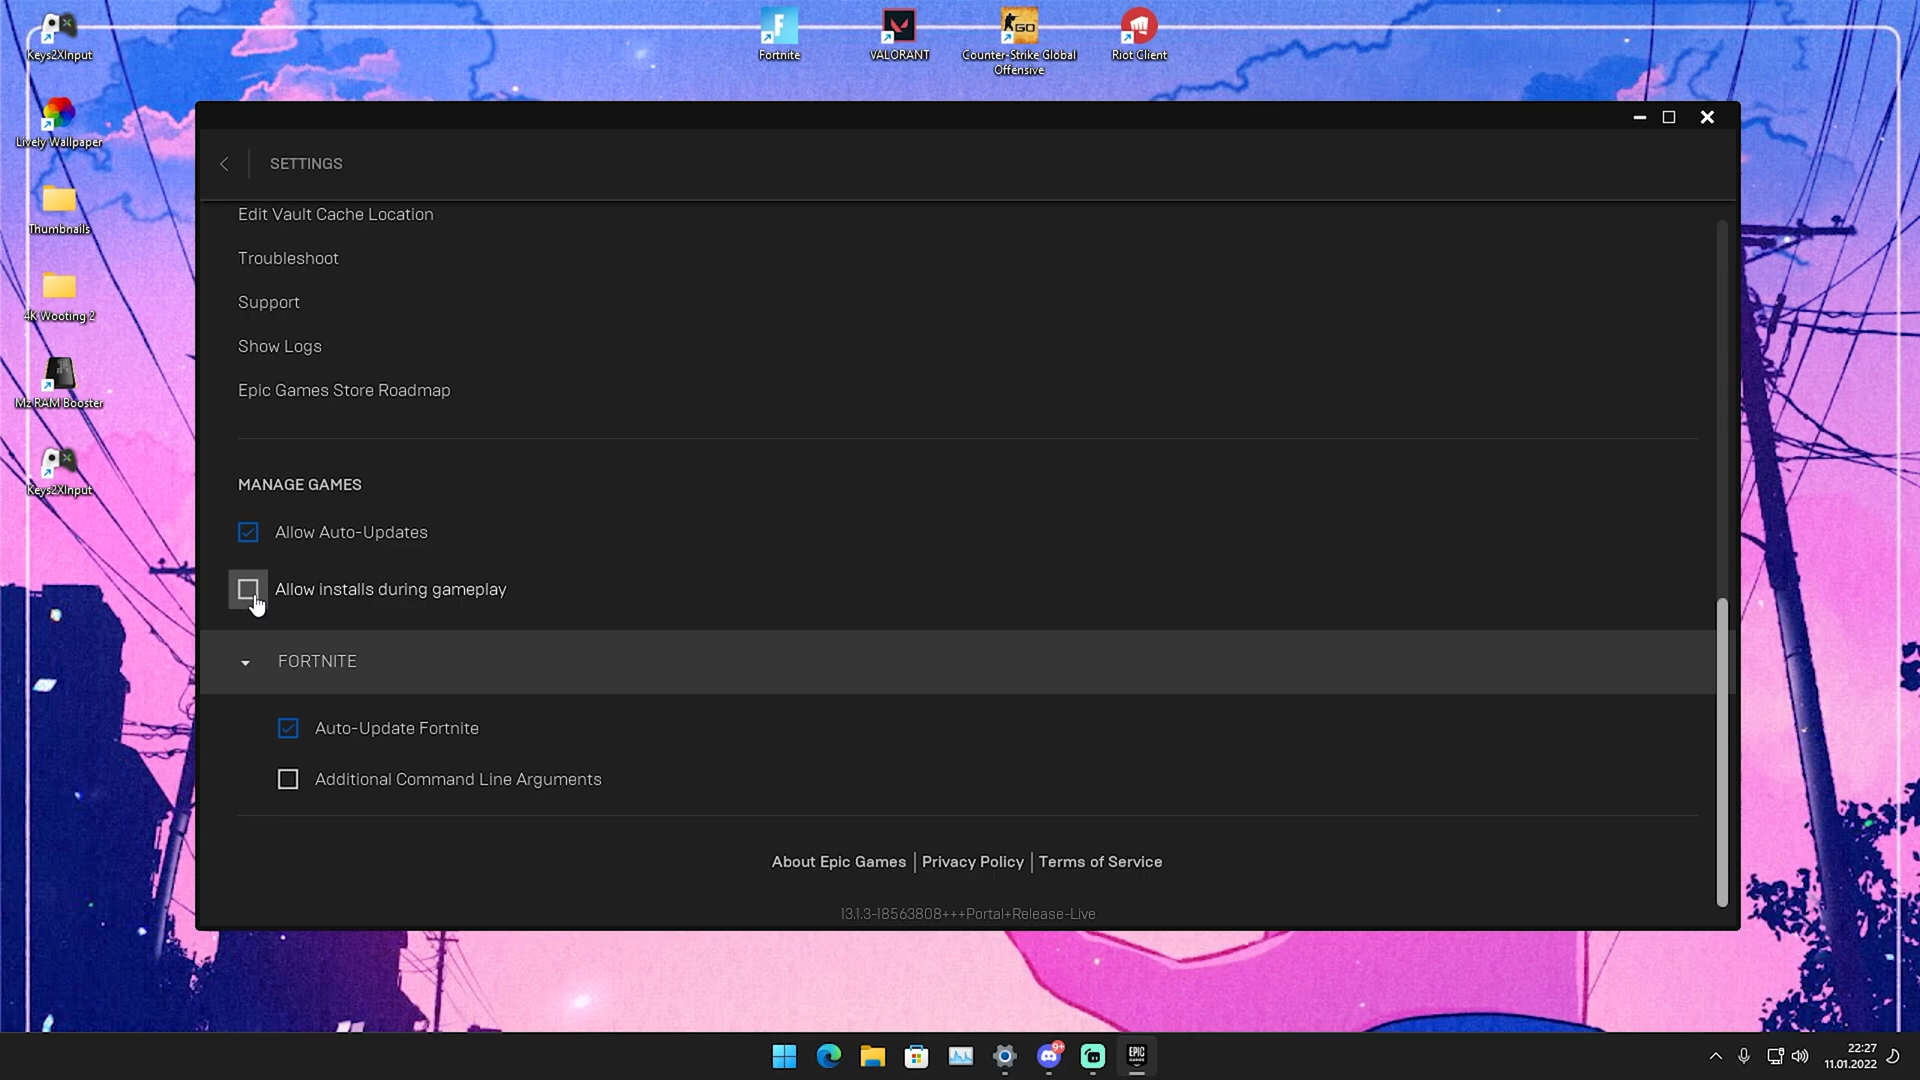 Keys2XInput
Fortnite
VALORANT
Counter-Strike Global
Offensive
Riot Client
Lively Wallpaper
Thumbnails
4K Wooting 2
Mz RAM Booster
Keys2XInput
SETTINGS
Edit Vault Cache Location
Troubleshoot
Support
Show Logs
Epic Games Store Roadmap
MANAGE GAMES
Allow Auto-Updates
Allow installs during gameplay
FORTNITE
Auto-Update Fortnite
Additional Command Line Arguments
About Epic Games | Privacy Policy | Terms of Service
13.1.3-18563808+++Portal+Release-Live
9+
EPIC
GAMES
22:27
11.01.2022